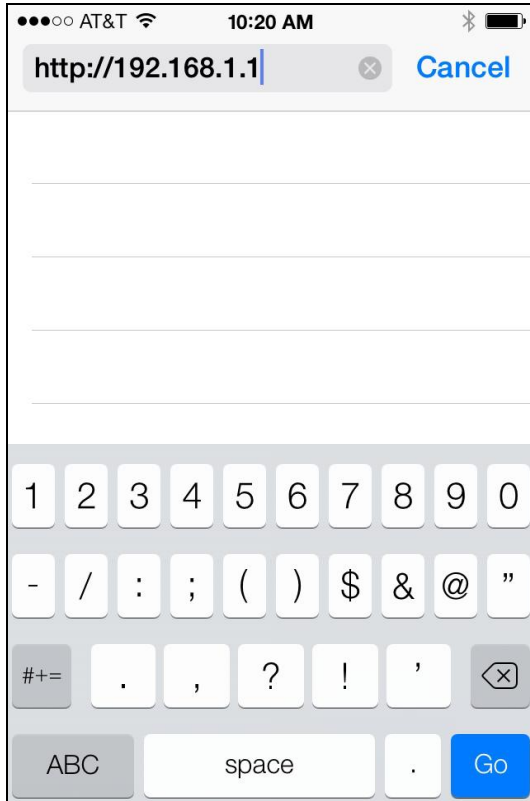 AT&T 10:20 AM
http://192.168.1.1 Cancel
1 2 3 4 5 6 7 8 9 0
- / : ; ( ) $ & @ "
#+= . , ? ! '
ABC space . Go